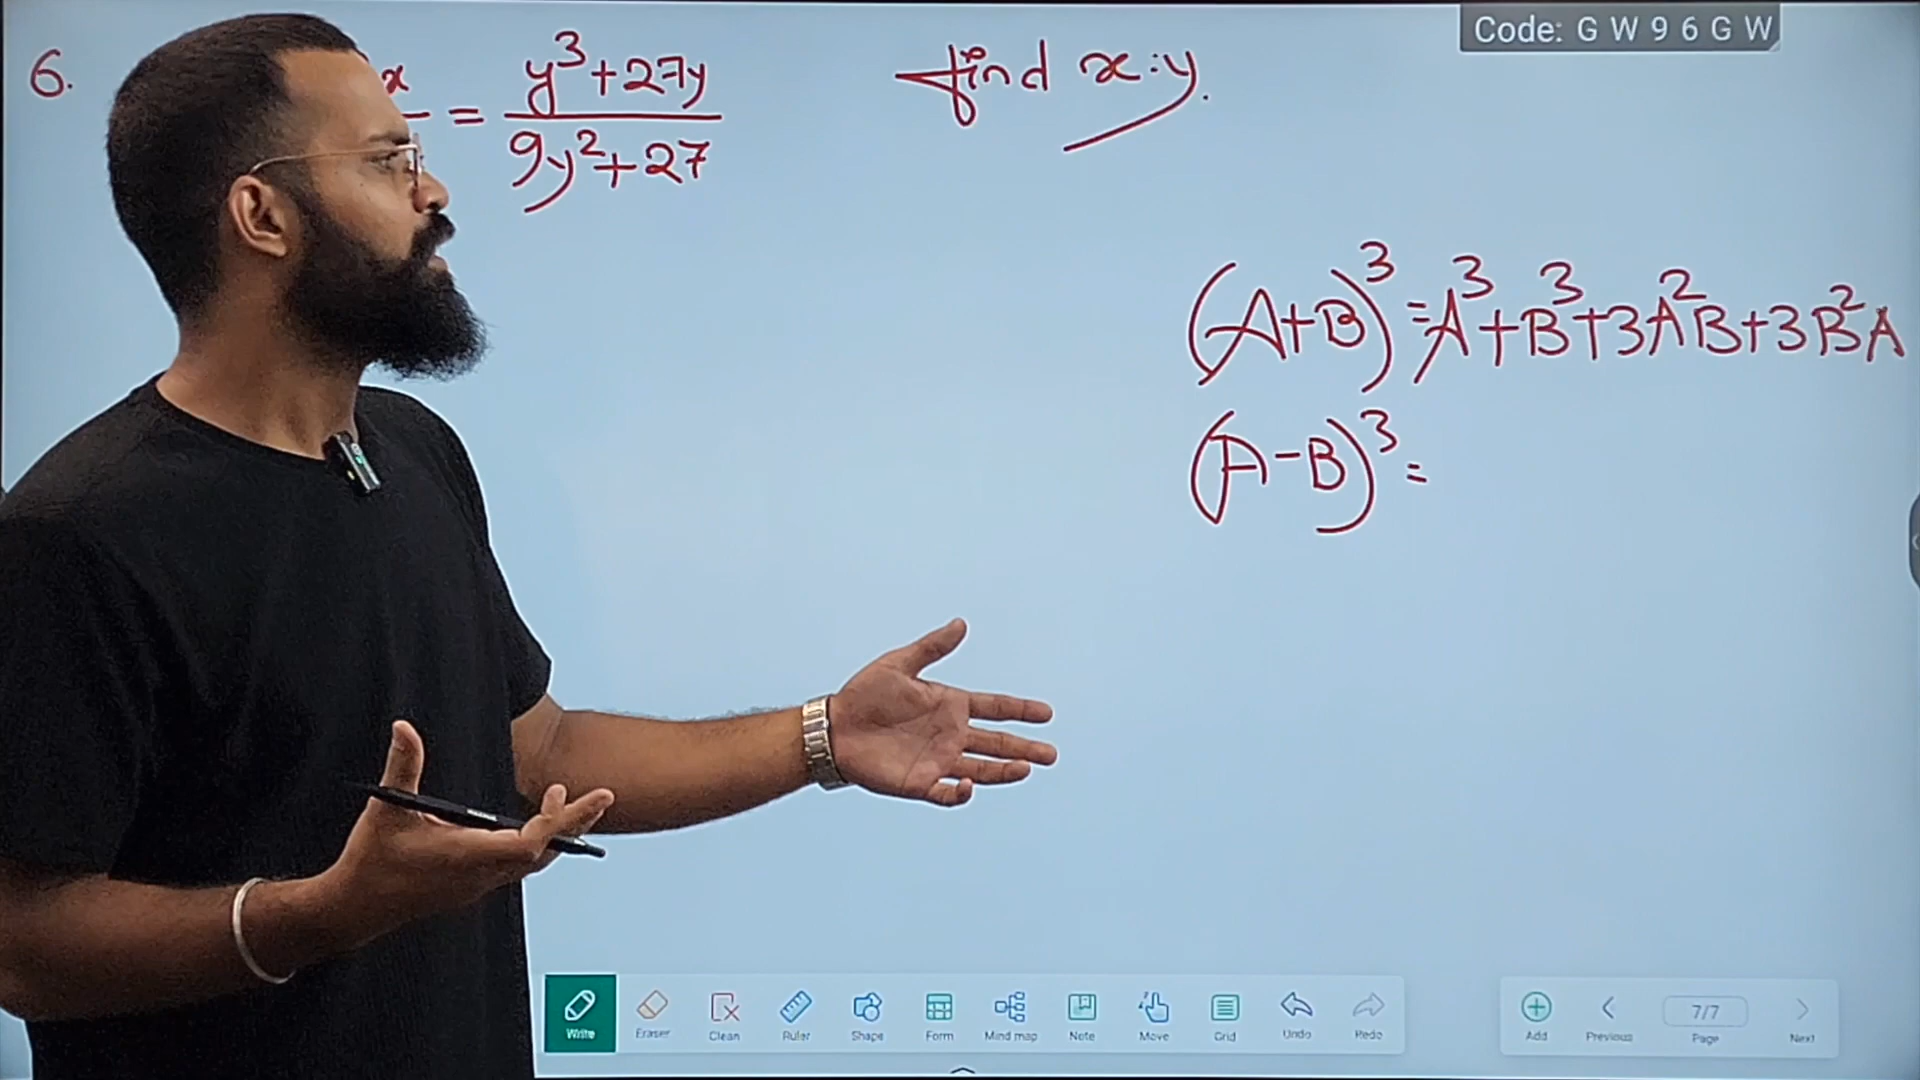 Code: G W 9 6 G W
6. x = y³+27y find x:y.
9y²+27
(A+B)³=A³+B³+3A²B+3B²A
(A-B)³=
Write Eraser Clean Ruler Shape Form Mind map Note Move Grid Undo Redo
Add Previous 7/7 Page Next